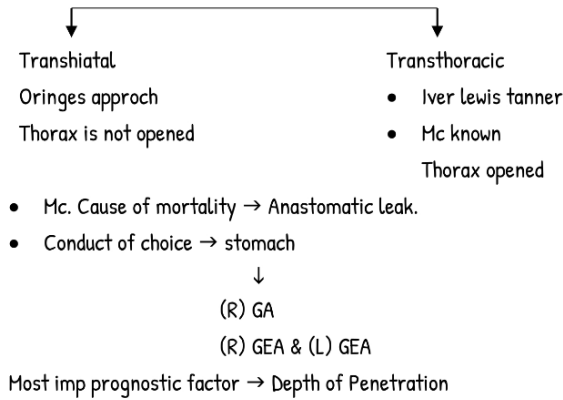 Transhiatal
Oringes approch
Thorax is not opened
Transthoracic
• Iver lewis tanner
• Mc known
Thorax opened
• Mc. Cause of mortality → Anastomatic leak.
• Conduct of choice → stomach
↓
(R) GA
(R) GEA & (L) GEA
Most imp prognostic factor → Depth of Penetration